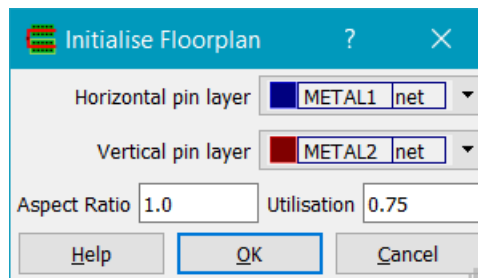 Initialise Floorplan ? ×
Horizontal pin layer METAL1 net
Vertical pin layer METAL2 net
Aspect Ratio 1.0 Utilisation 0.75
Help OK Cancel